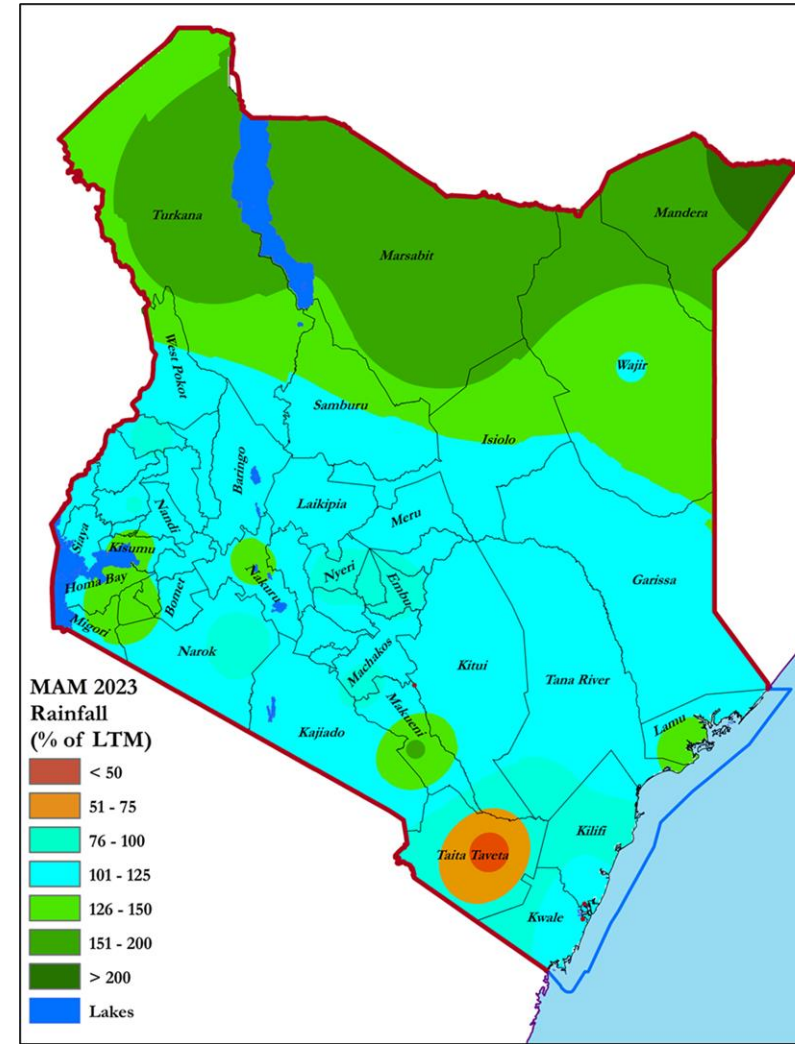 Turkana
Marsabit
Mandera
West Pokot
Wajir
Samburu
Isiolo
Baringo
Laikipia
Meru
Nandi
Siaya
Kisumu
Garissa
Homa Bay
Nakuru
Nyeri
Embu
Bomet
Migori
Narok
Machakos
Kitui
Tana River
Makueni
Kajiado
Lamu
Kilifi
Taita Taveta
Kwale
MAM 2023
Rainfall
(% of LTM)
< 50
51 - 75
76 - 100
101 - 125
126 - 150
151 - 200
> 200
Lakes